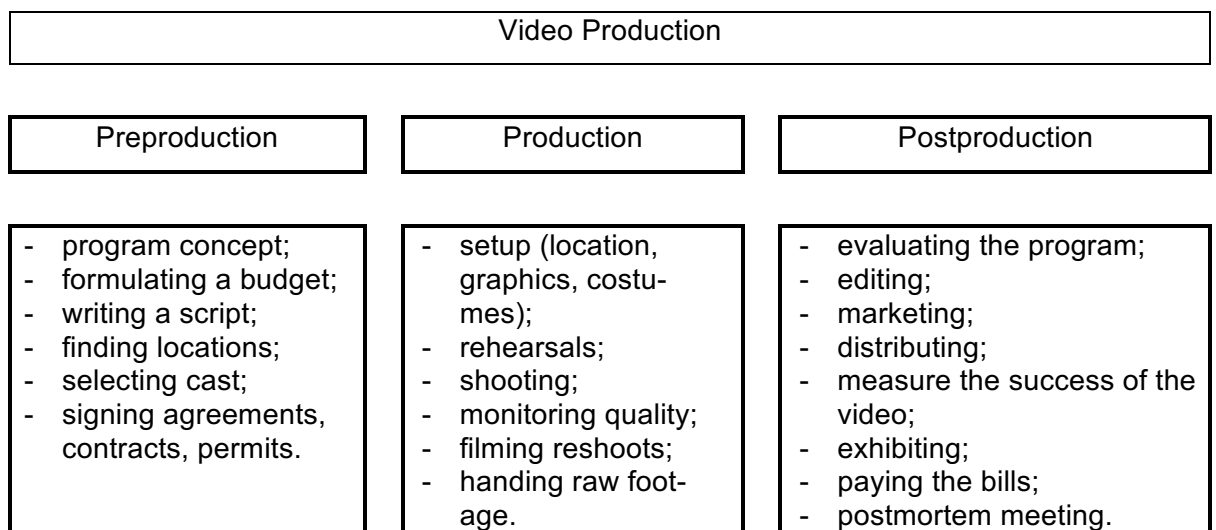 Video Production
Preproduction
Production
Postproduction
- program concept;
- formulating a budget;
- writing a script;
- finding locations;
- selecting cast;
- signing agreements,
contracts, permits.
- setup (location,
graphics, costu-
mes);
- rehearsals;
- shooting;
- monitoring quality;
- filming reshoots;
- handing raw foot-
age.
- evaluating the program;
- editing;
- marketing;
- distributing;
- measure the success of the
video;
- exhibiting;
- paying the bills;
- postmortem meeting.